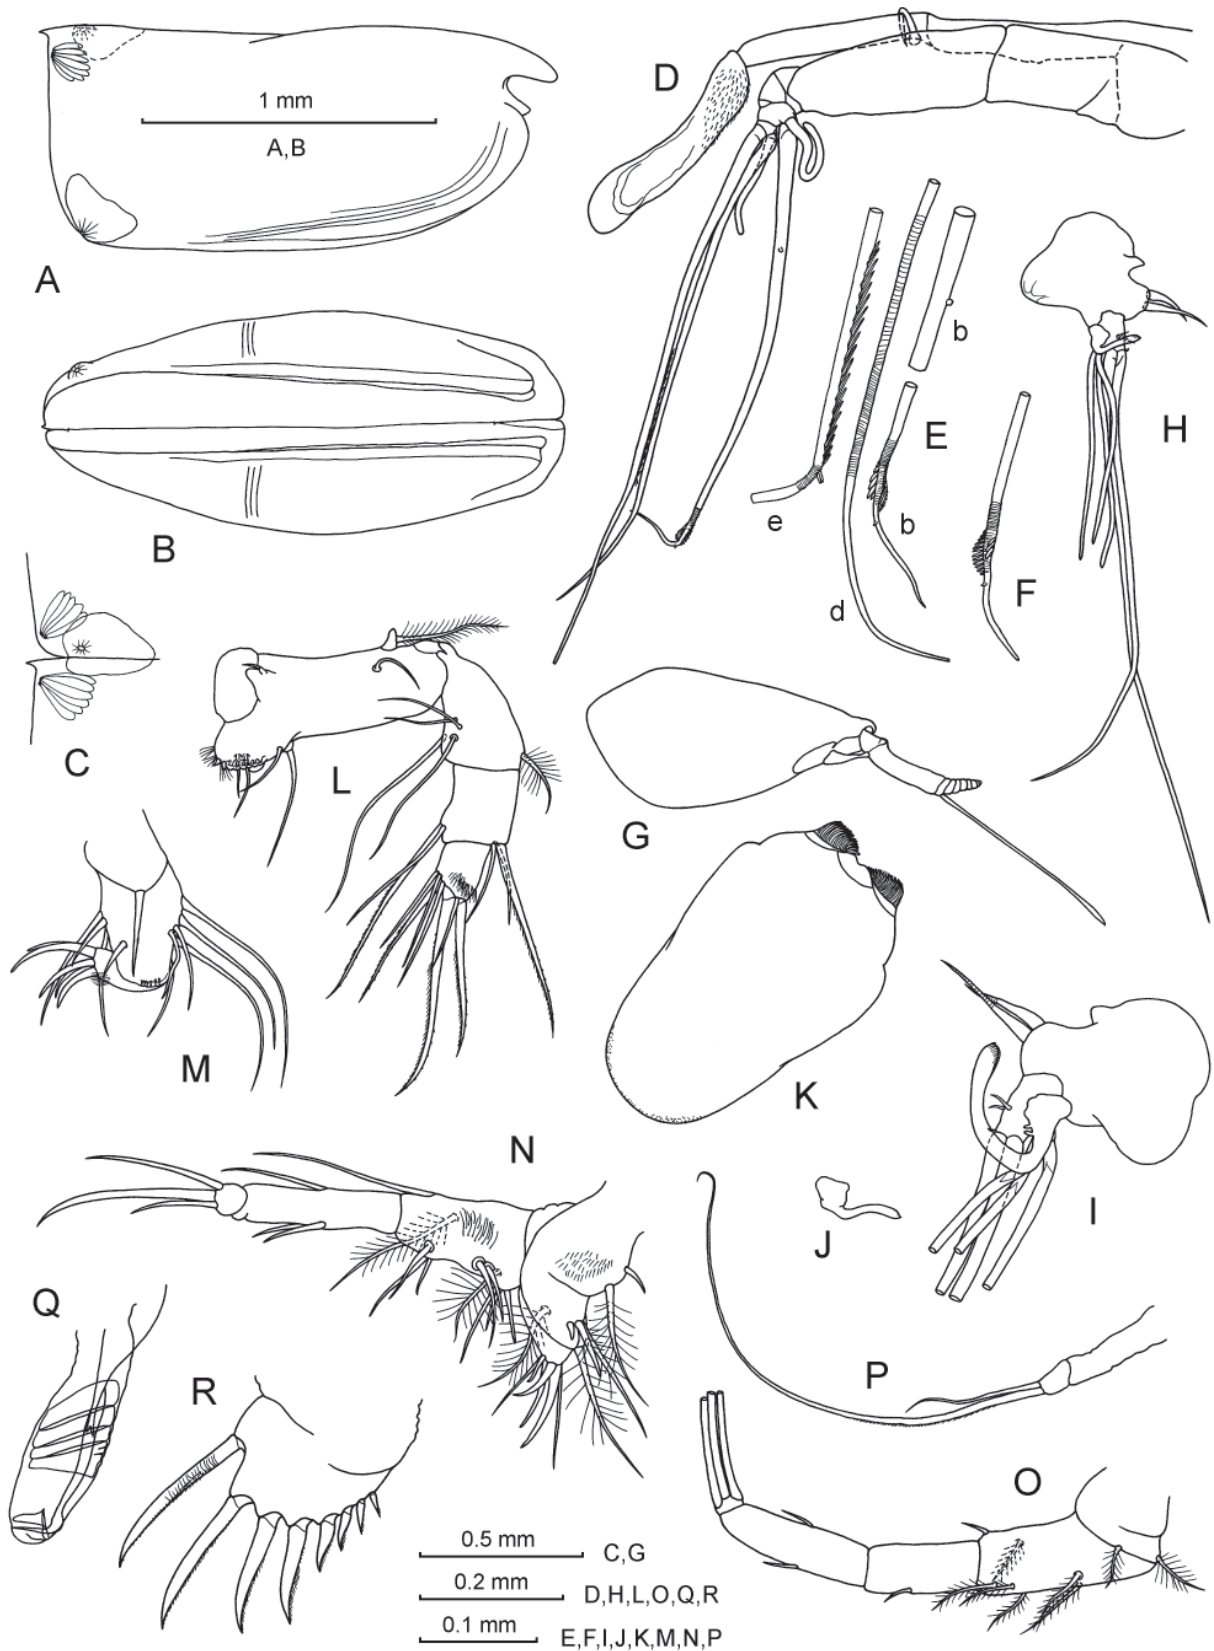 1 mm
A,B
A
D
B
b
E
e
b
d
F
H
C
L
G
M
K
N
I
J
Q
R
P
O
0.5 mm C,G
0.2 mm D,H,L,O,Q,R
0.1 mm E,F,I,J,K,M,N,P